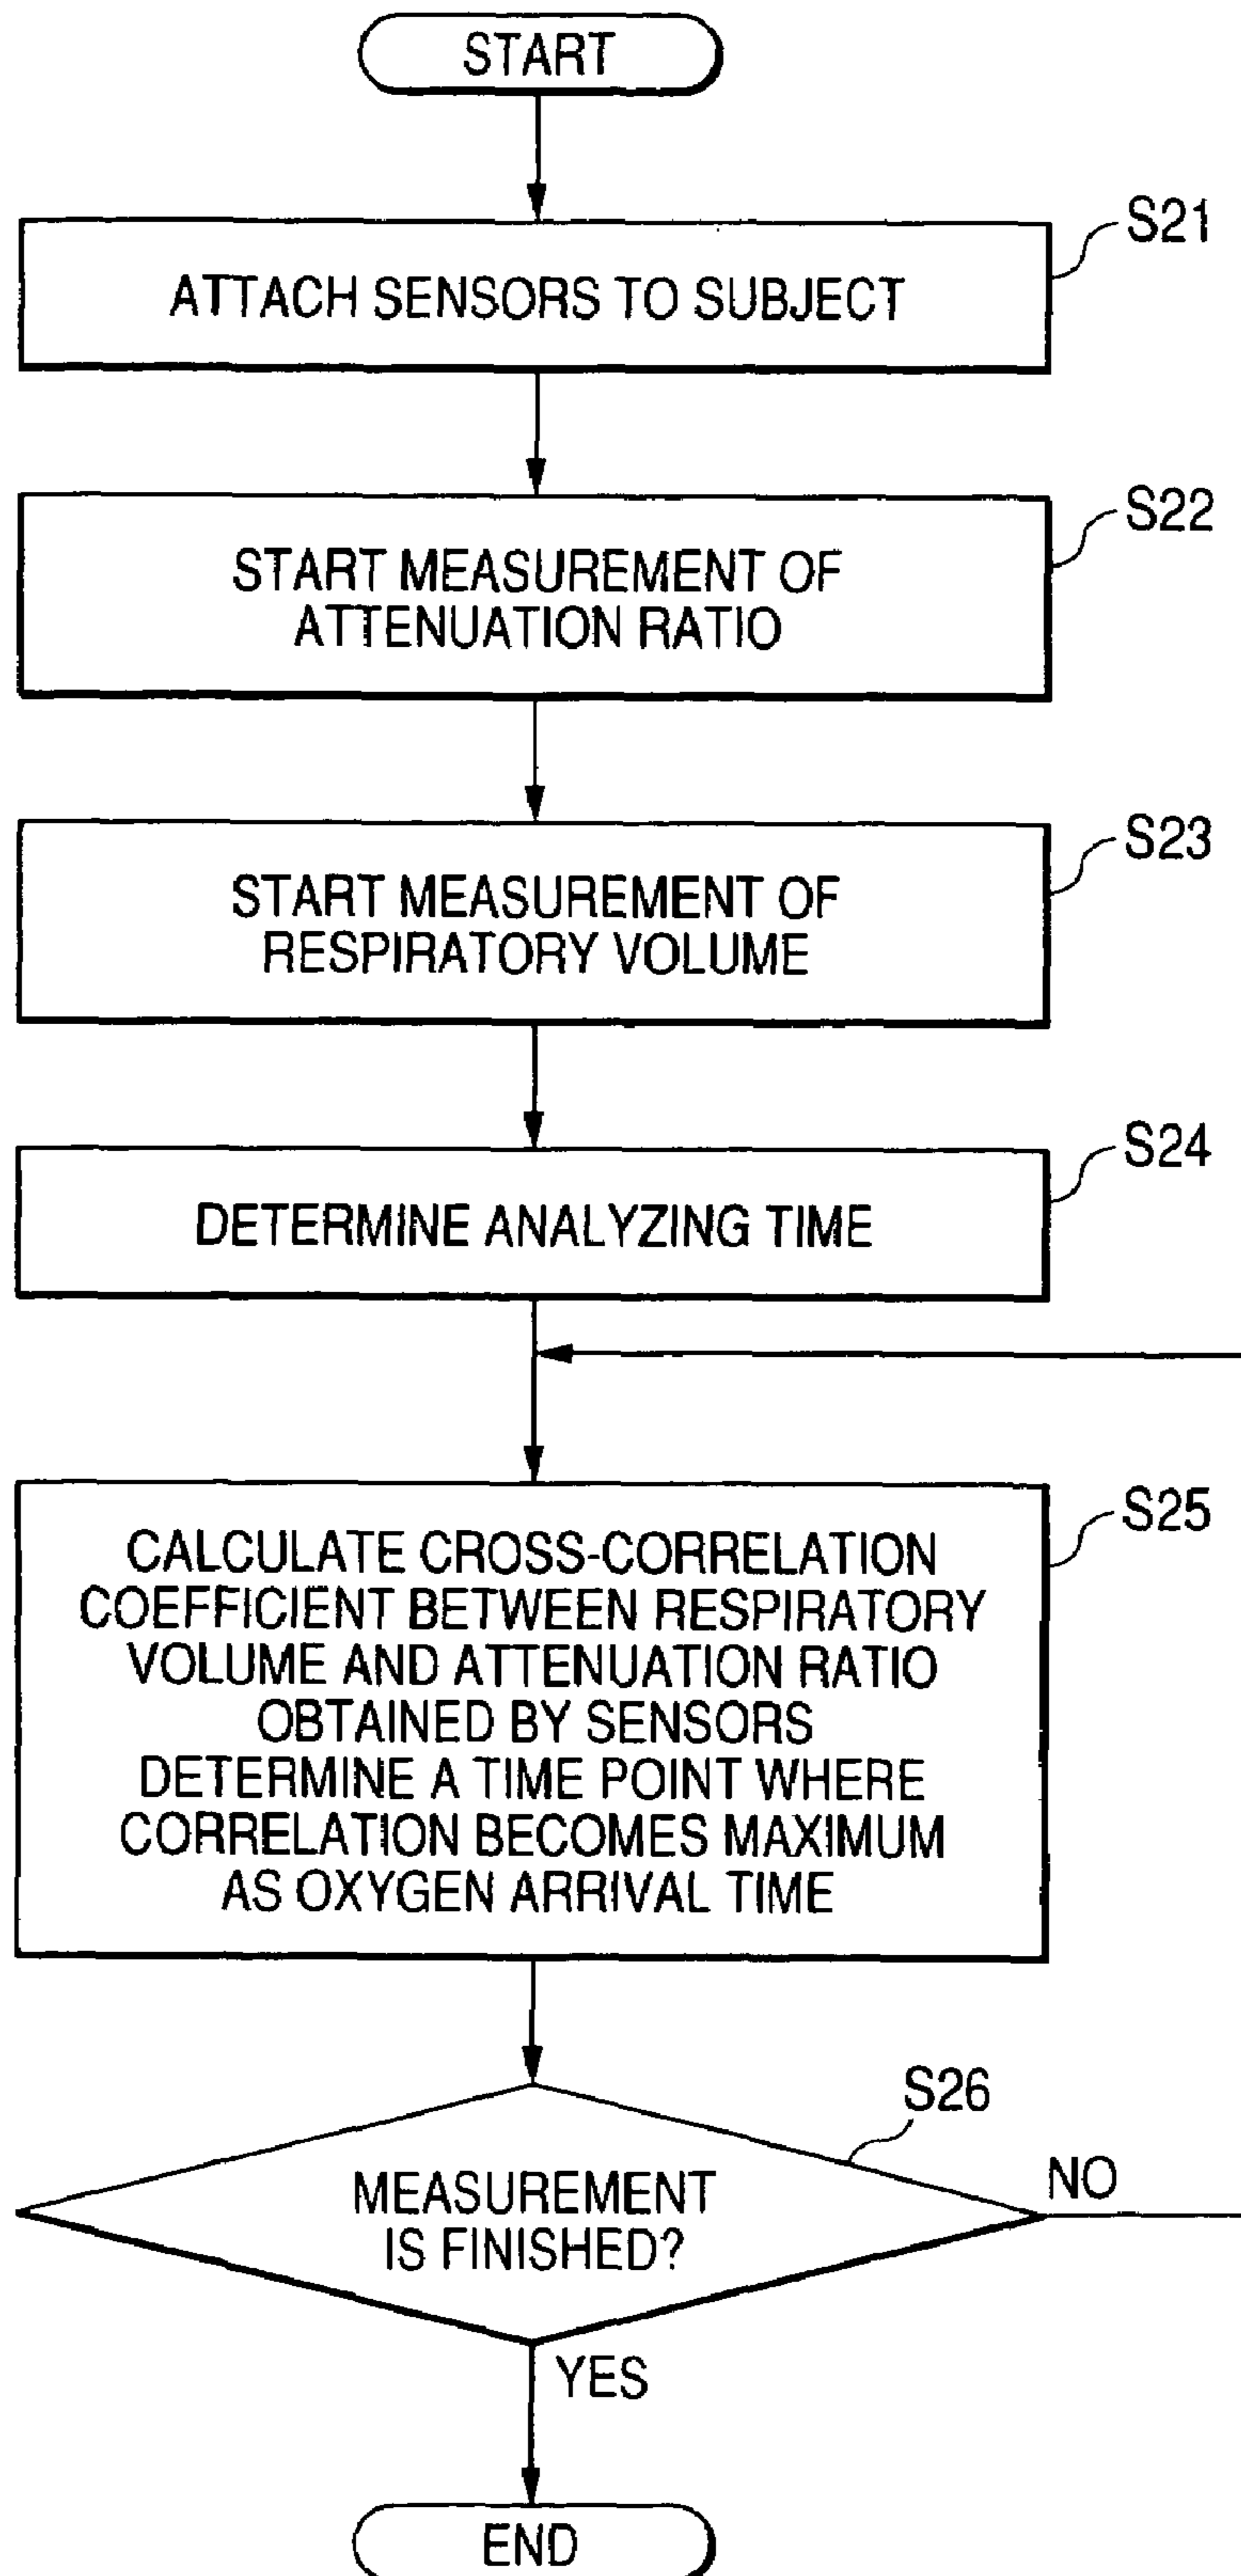 START
S21
ATTACH SENSORS TO SUBJECT
S22
START MEASUREMENT OF
ATTENUATION RATIO
S23
START MEASUREMENT OF
RESPIRATORY VOLUME
S24
DETERMINE ANALYZING TIME
S25
CALCULATE CROSS-CORRELATION
COEFFICIENT BETWEEN RESPIRATORY
VOLUME AND ATTENUATION RATIO
OBTAINED BY SENSORS
DETERMINE A TIME POINT WHERE
CORRELATION BECOMES MAXIMUM
AS OXYGEN ARRIVAL TIME
S26
MEASUREMENT
IS FINISHED?
NO
YES
END